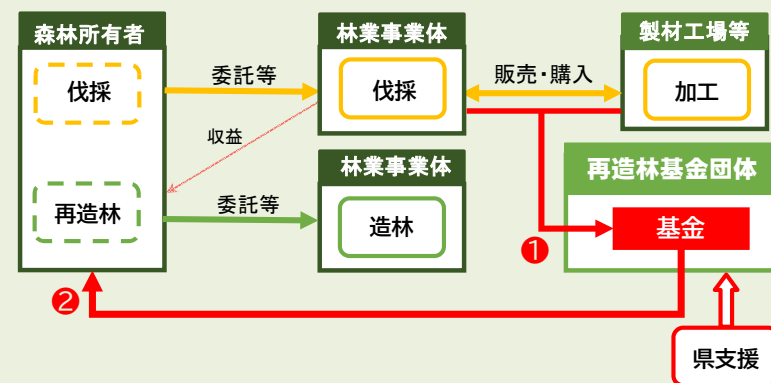 森林所有者
伐採
再造林
委託等
収益
委託等
林業事業体
伐採
林業事業体
造林
販売・購入
製材工場等
加工
再造林基金団体
基金
❶
❷
県支援